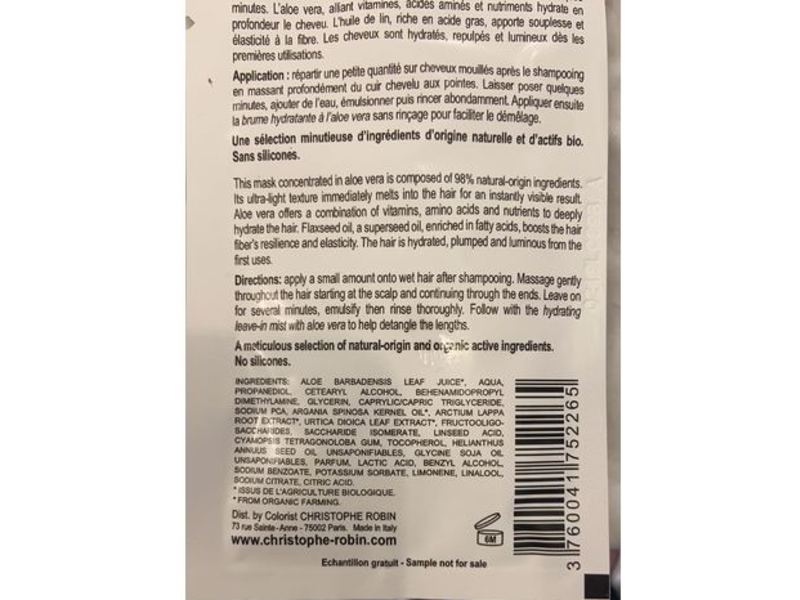 minutes. L'aloe vera, alliant vitamines, acides aminés et nutriments hydrate en
profondeur le cheveu. L'huile de lin, riche en acide gras, apporte souplesse et
élasticité à la fibre. Les cheveux sont hydratés, repulpés et lumineux dès les
premières utilisations.
Application : répartir une petite quantité sur cheveux mouillés après le shampooing
en massant profondément du cuir chevelu aux pointes. Laisser poser quelques
minutes, ajouter de l'eau, émulsionner puis rincer abondamment. Appliquer ensuite
la brume hydratante à l'aloe vera sans rinçage pour faciliter le démêlage.
Une sélection minutieuse d'ingrédients d'origine naturelle et d'actifs bio.
Sans silicones.
This mask concentrated in aloe vera is composed of 98% natural-origin ingredients.
Its ultra-light texture immediately melts into the hair for an instantly visible result.
Aloe vera offers a combination of vitamins, amino acids and nutrients to deeply
hydrate the hair. Flaxseed oil, a superseed oil, enriched in fatty acids, boosts the hair
fiber's resilience and elasticity. The hair is hydrated, plumped and luminous from the
first uses.
Directions: apply a small amount onto wet hair after shampooing. Massage gently
throughout the hair starting at the scalp and continuing through the ends. Leave on
for several minutes, emulsify then rinse thoroughly. Follow with the hydrating
leave-in mist with aloe vera to help detangle the lengths.
A meticulous selection of natural-origin and organic active ingredients.
No silicones.
INGREDIENTS: ALOE BARBADENSIS LEAF JUICE*, AQUA,
PROPANEDIOL, CETEARYL ALCOHOL, BEHENAMIDOPROPYL
DIMETHYLAMINE, GLYCERIN, CAPRYLIC/CAPRIC TRIGLYCERIDE,
SODIUM PCA, ARGANIA SPINOSA KERNEL OIL*, ARCTIUM LAPPA
ROOT EXTRACT*, URTICA DIOICA LEAF EXTRACT*, FRUCTOOLIGO-
SACCHARIDES, SACCHARIDE ISOMERATE, LINSEED ACID,
CYAMOPSIS TETRAGONOLOBA GUM, TOCOPHEROL, HELIANTHUS
ANNUUS SEED OIL UNSAPONIFIABLES, GLYCINE SOJA OIL
UNSAPONIFIABLES, PARFUM, LACTIC ACID, BENZYL ALCOHOL,
SODIUM BENZOATE, POTASSIUM SORBATE, LIMONENE, LINALOOL,
SODIUM CITRATE, CITRIC ACID.
* ISSUS DE L'AGRICULTURE BIOLOGIQUE.
* FROM ORGANIC FARMING.
Dist. by Colorist CHRISTOPHE ROBIN
73 rue Sainte-Anne - 75002 Paris. Made in Italy
www.christophe-robin.com
6M
3 760041 752265
Echantillon gratuit - Sample not for sale